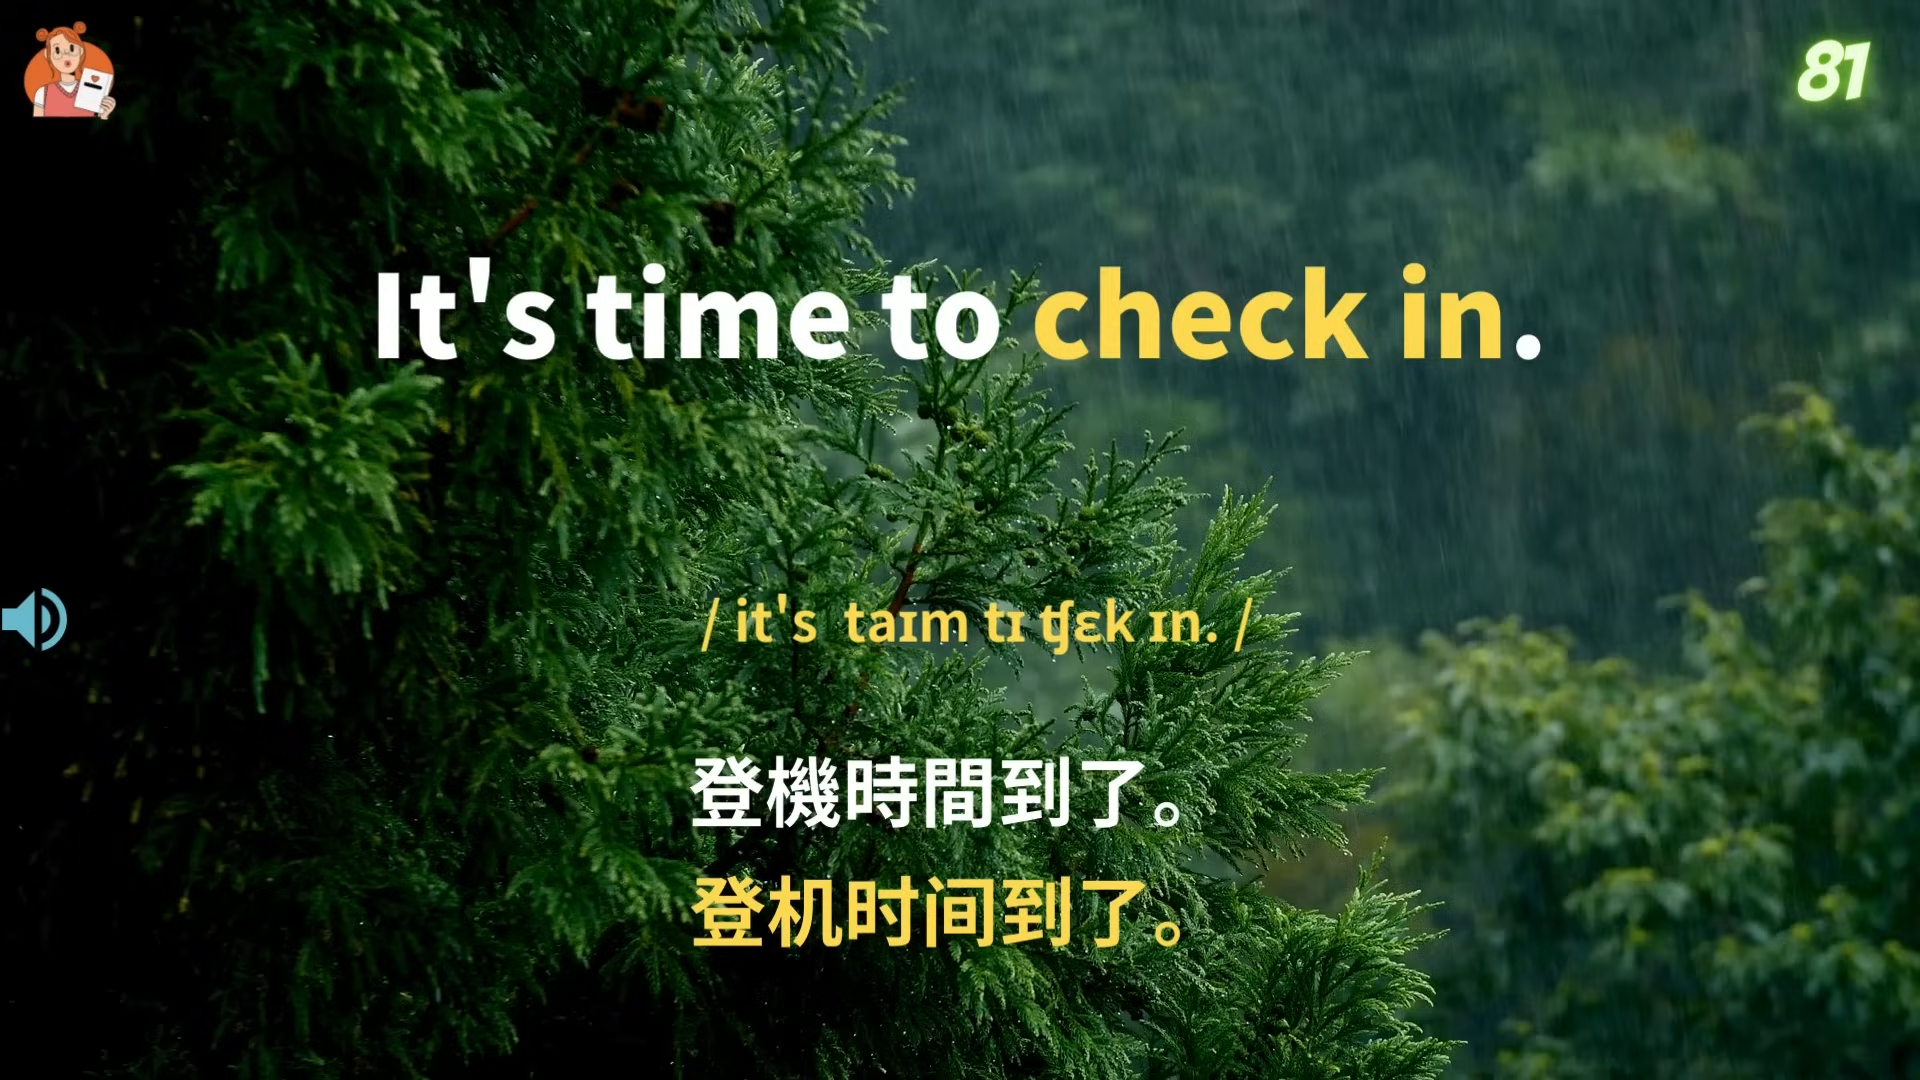 81
It's time to check in.
/ it's taɪm tɪ ʧɛk ɪn. /
登機時間到了。
登机时间到了。